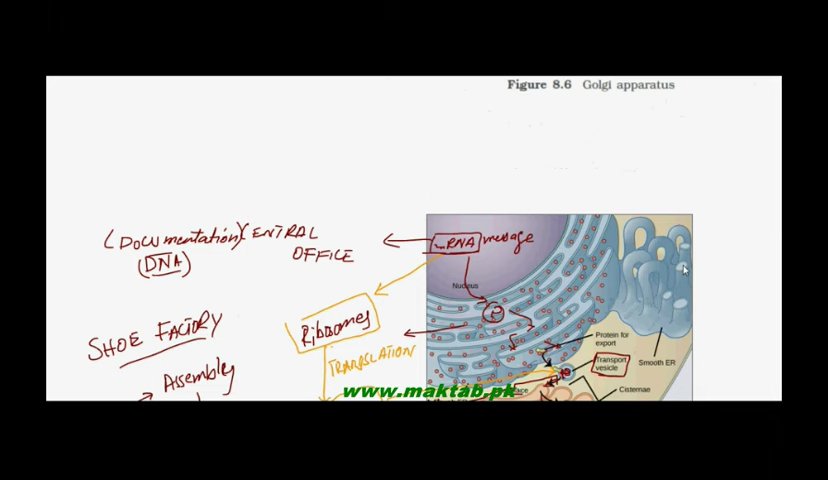 Figure 8.6 Golgi apparatus
(Documentation) CENTRAL
OFFICE
(DNA)
mRNA message
Nucleus
P
Ribosomes
SHOE FACTORY
TRANSLATION
Assembly
Protein for
export
Transport
vesicle
Smooth ER
Cisternae
www.maktab.pk